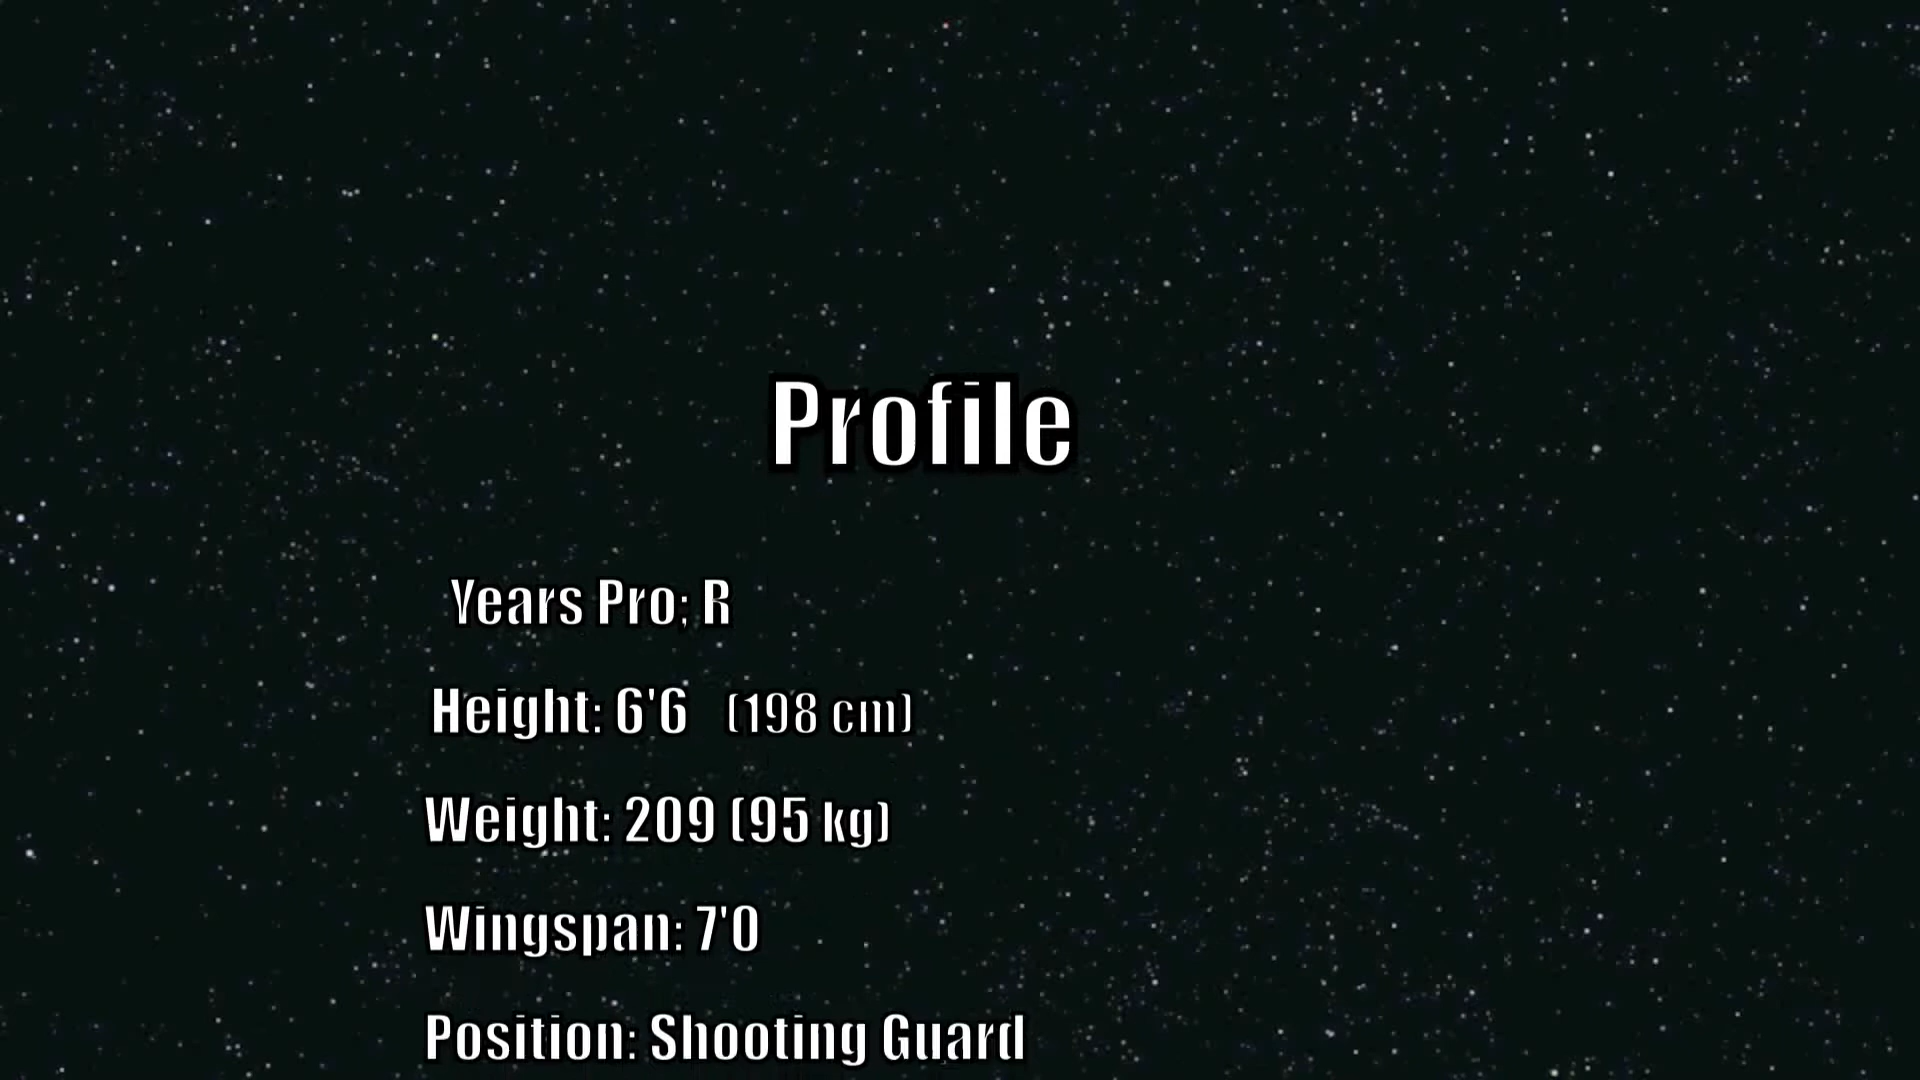 Profile
Years Pro; R
Height: 6'6 (198 cm)
Weight: 209 (95 kg)
Wingspan: 7'0
Position: Shooting Guard